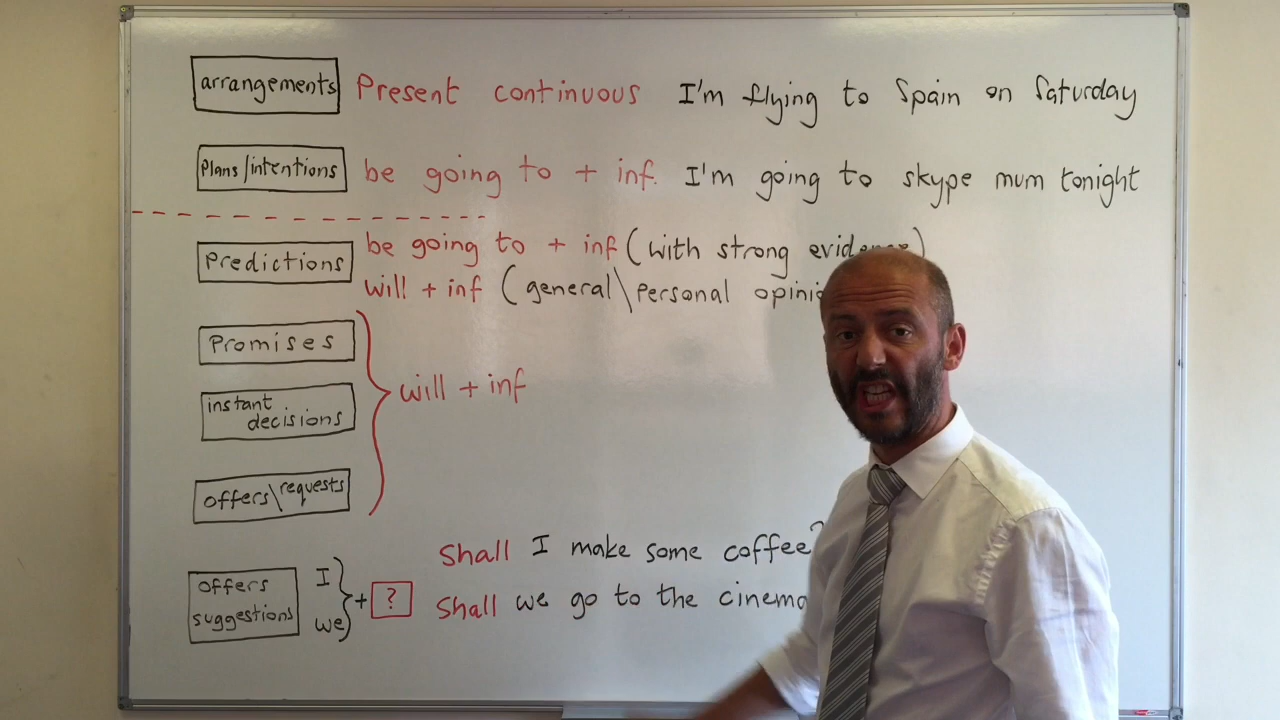 arrangements Present continuous I'm flying to Spain on Saturday
Plans/intentions be going to + inf. I'm going to skype mum tonight
Predictions be going to + inf (with strong evidence)
will + inf (general\personal
Promises
will + inf
instant
decisions
offers\requests
Shall I make some coffee?
offers I
suggestions we + ? Shall we go to the cinema